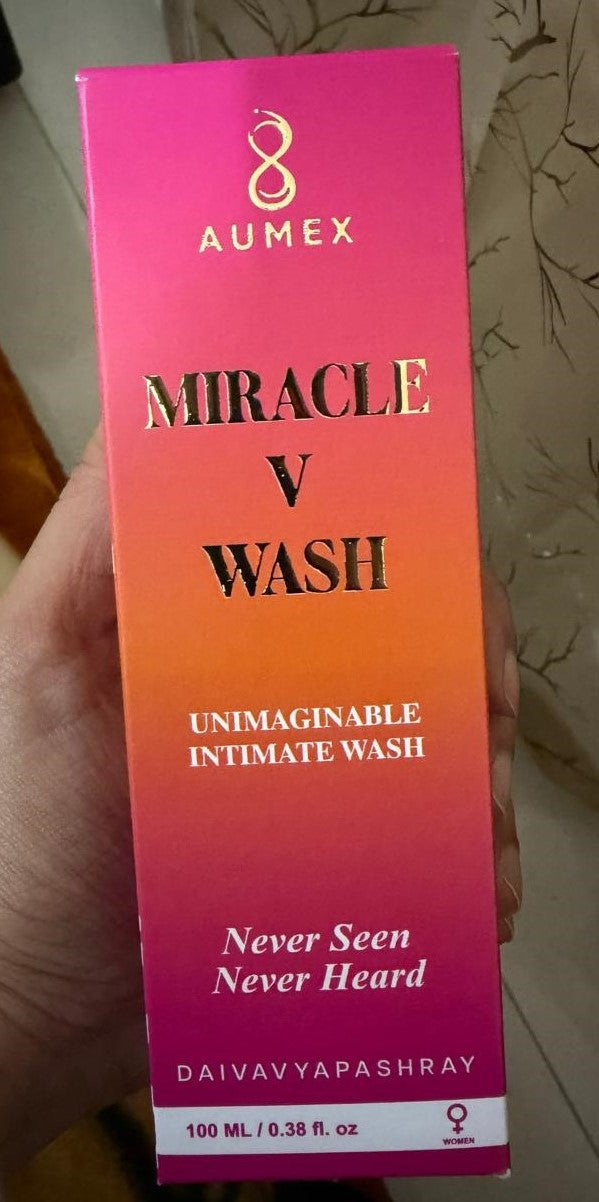 AUMEX
MIRACLE
V
WASH
UNIMAGINABLE
INTIMATE WASH
Never Seen
Never Heard
DAIVAVYAPASHRAY
100 ML / 0.38 fl. oz
WOMEN